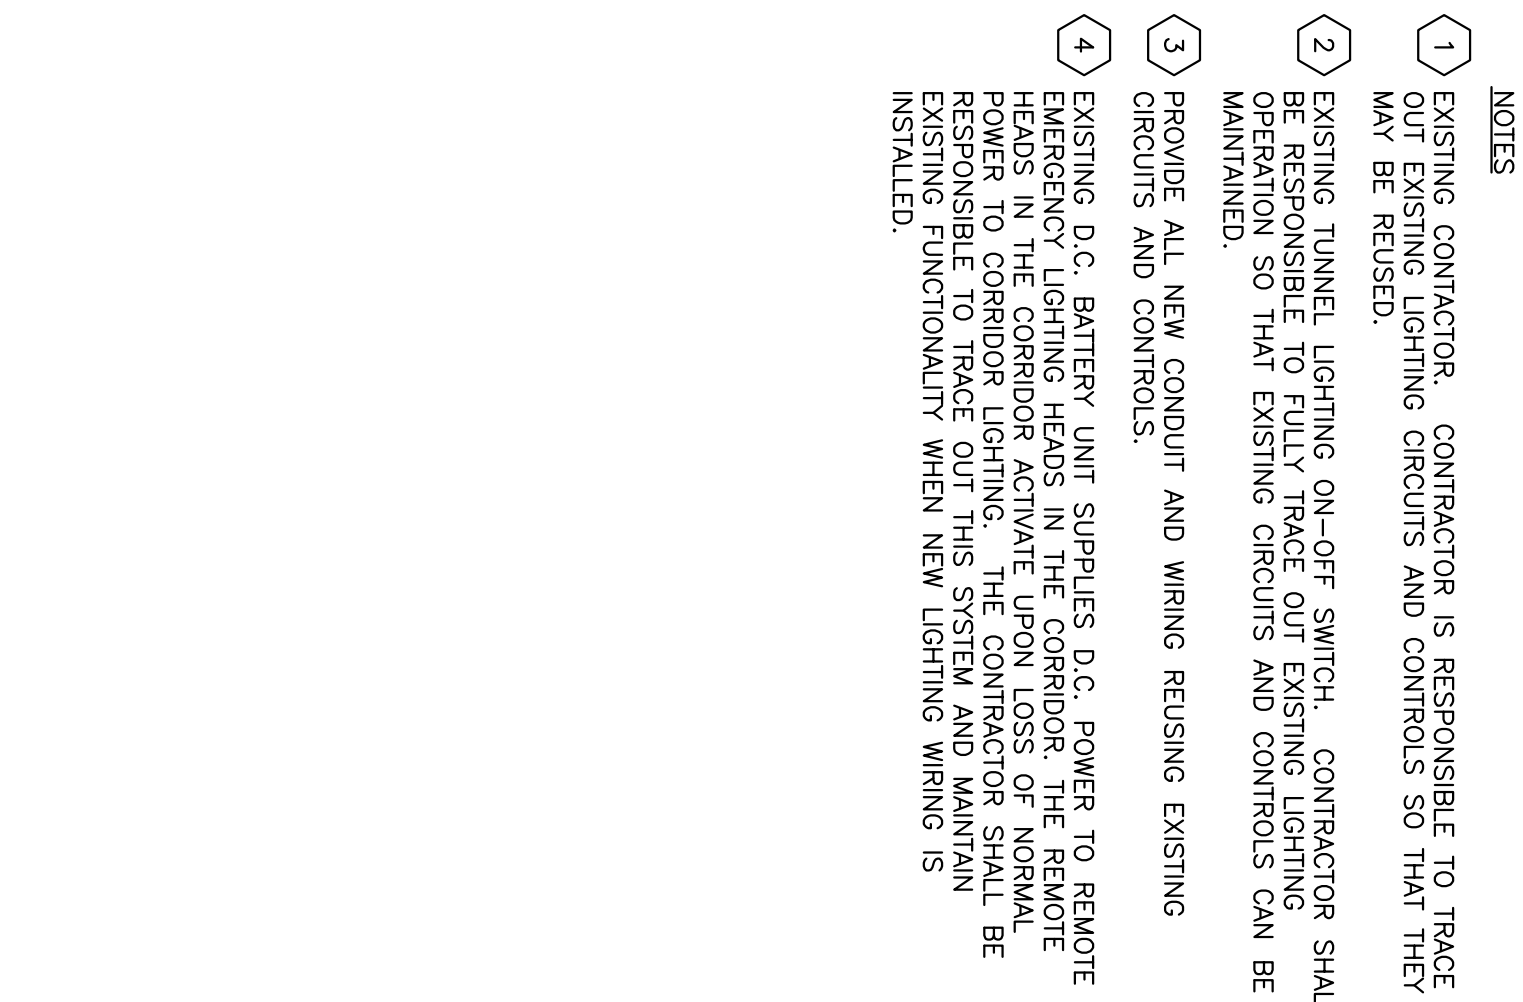 NOTES
1 EXISTING CONTACTOR. CONTRACTOR IS RESPONSIBLE TO TRACE
OUT EXISTING LIGHTING CIRCUITS AND CONTROLS SO THAT THEY
MAY BE REUSED.
2 EXISTING TUNNEL LIGHTING ON-OFF SWITCH. CONTRACTOR SHAL
BE RESPONSIBLE TO FULLY TRACE OUT EXISTING LIGHTING
OPERATION SO THAT EXISTING CIRCUITS AND CONTROLS CAN BE
MAINTAINED.
3 PROVIDE ALL NEW CONDUIT AND WIRING REUSING EXISTING
CIRCUITS AND CONTROLS.
4 EXISTING D.C. BATTERY UNIT SUPPLIES D.C. POWER TO REMOTE
EMERGENCY LIGHTING HEADS IN THE CORRIDOR. THE REMOTE
HEADS IN THE CORRIDOR ACTIVATE UPON LOSS OF NORMAL
POWER TO CORRIDOR LIGHTING. THE CONTRACTOR SHALL BE
RESPONSIBLE TO TRACE OUT THIS SYSTEM AND MAINTAIN
EXISTING FUNCTIONALITY WHEN NEW LIGHTING WIRING IS
INSTALLED.